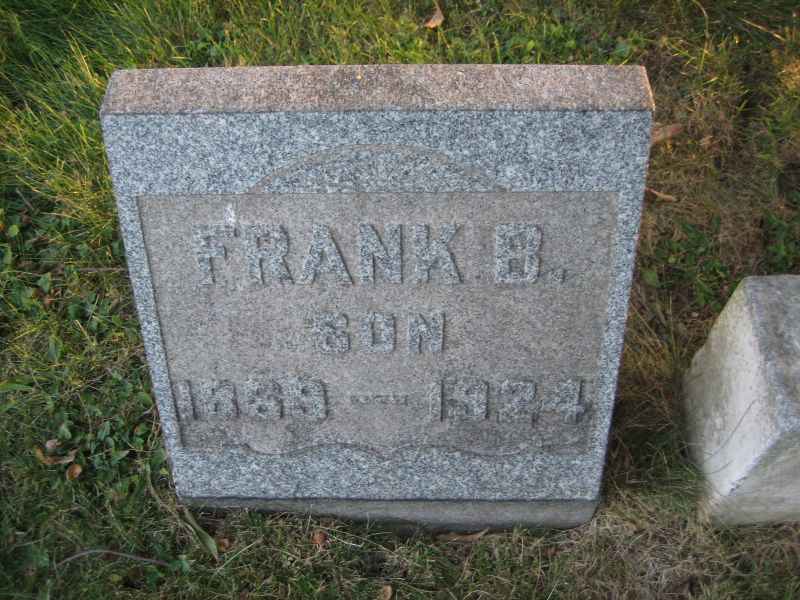 FRANK B.
SON
1889 — 1924